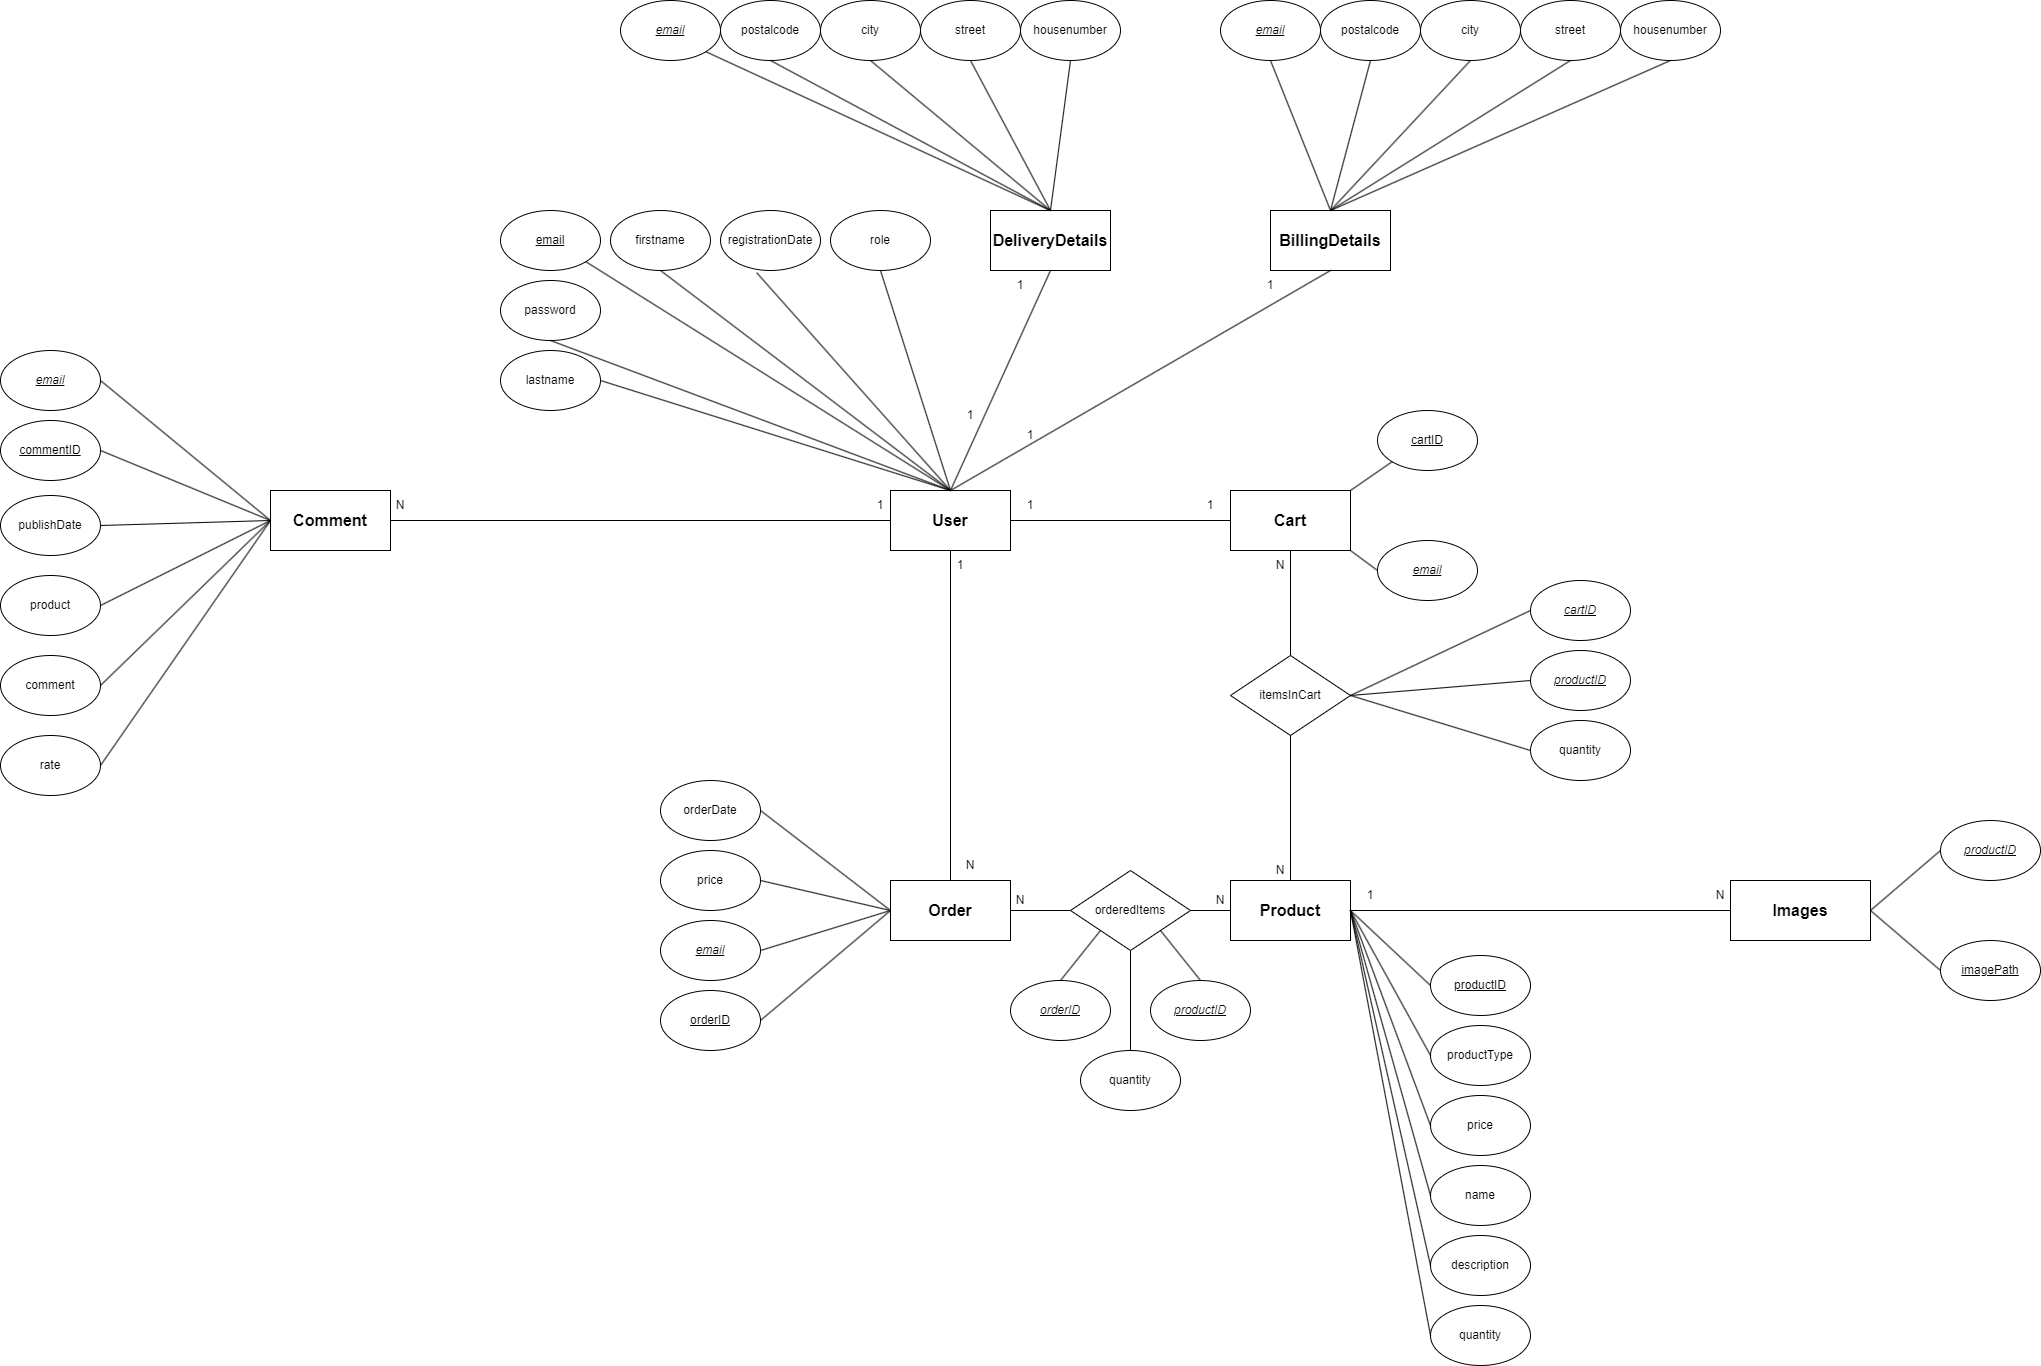 email
postalcode
city
street
housenumber
email
postalcode
city
street
housenumber
email
firstname
registrationDate
role
DeliveryDetails
BillingDetails
1
1
password
lastname
email
1
1
cartID
commentID
N
1
1
1
Comment
User
Cart
publishDate
1
N
email
product
cartID
comment
itemsInCart
productID
rate
quantity
orderDate
productID
N
N
price
1
N
N
N
Order
orderedItems
Product
Images
email
imagePath
productID
orderID
productID
orderID
productType
quantity
price
name
description
quantity